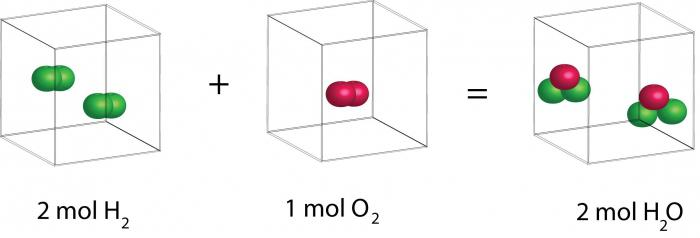 + =
2 mol H₂ 1 mol O₂ 2 mol H₂O